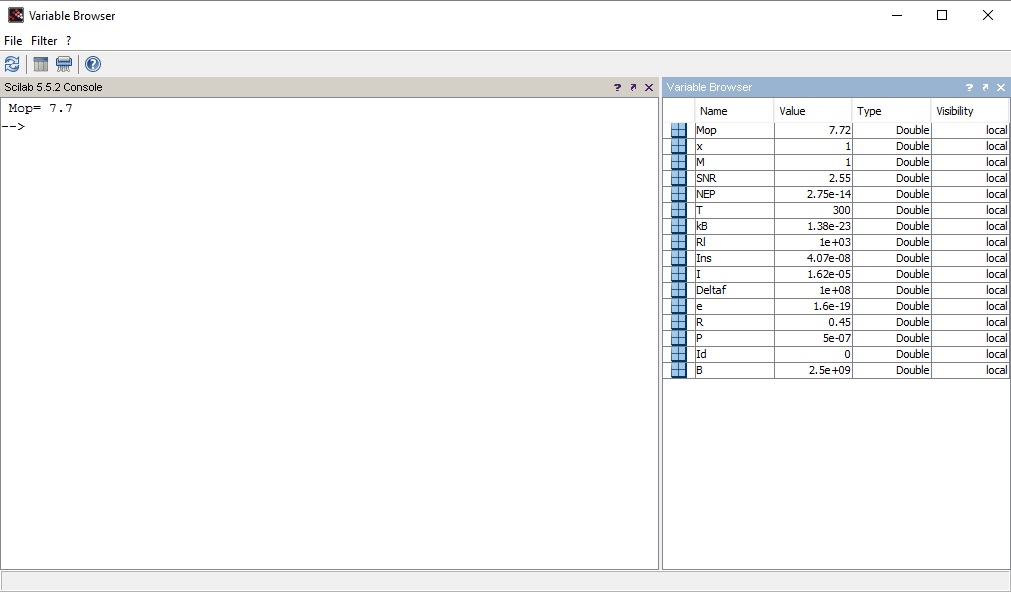 Variable Browser
File Filter ?
Scilab 5.5.2 Console
Mop= 7.7
-->
Variable Browser
Name Value Type Visibility
Mop 7.72 Double local
x 1 Double local
M 1 Double local
SNR 2.55 Double local
NEP 2.75e-14 Double local
T 300 Double local
kB 1.38e-23 Double local
Rl 1e+03 Double local
Ins 4.07e-08 Double local
I 1.62e-05 Double local
Deltaf 1e+08 Double local
e 1.6e-19 Double local
R 0.45 Double local
P 5e-07 Double local
Id 0 Double local
B 2.5e+09 Double local